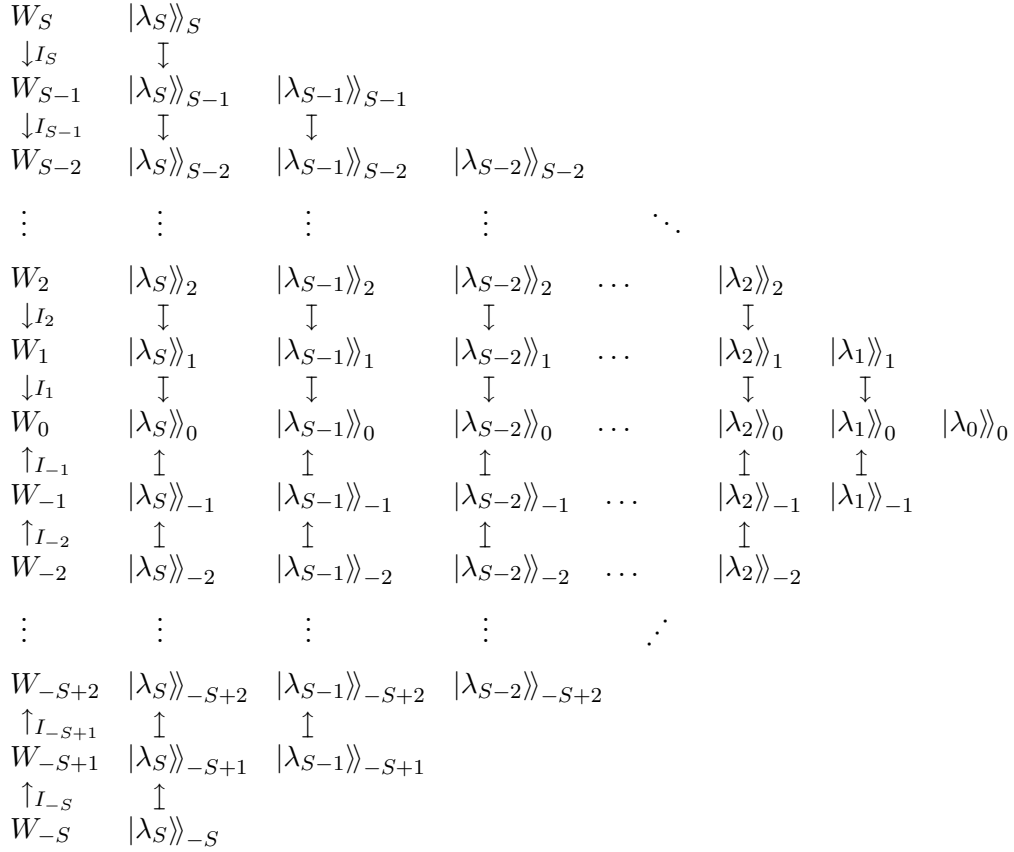 W_S |λ_S⟩⟩_S
↓I_S ↧
W_{S−1} |λ_S⟩⟩_{S−1} |λ_{S−1}⟩⟩_{S−1}
↓I_{S−1} ↧ ↧
W_{S−2} |λ_S⟩⟩_{S−2} |λ_{S−1}⟩⟩_{S−2} |λ_{S−2}⟩⟩_{S−2}
⋮ ⋮ ⋮ ⋮ ⋱
W_2 |λ_S⟩⟩_2 |λ_{S−1}⟩⟩_2 |λ_{S−2}⟩⟩_2 … |λ_2⟩⟩_2
↓I_2 ↧ ↧ ↧ ↧
W_1 |λ_S⟩⟩_1 |λ_{S−1}⟩⟩_1 |λ_{S−2}⟩⟩_1 … |λ_2⟩⟩_1 |λ_1⟩⟩_1
↓I_1 ↧ ↧ ↧ ↧ ↧
W_0 |λ_S⟩⟩_0 |λ_{S−1}⟩⟩_0 |λ_{S−2}⟩⟩_0 … |λ_2⟩⟩_0 |λ_1⟩⟩_0 |λ_0⟩⟩_0
↑I_{−1} ↥ ↥ ↥ ↥ ↥
W_{−1} |λ_S⟩⟩_{−1} |λ_{S−1}⟩⟩_{−1} |λ_{S−2}⟩⟩_{−1} … |λ_2⟩⟩_{−1} |λ_1⟩⟩_{−1}
↑I_{−2} ↥ ↥ ↥ ↥
W_{−2} |λ_S⟩⟩_{−2} |λ_{S−1}⟩⟩_{−2} |λ_{S−2}⟩⟩_{−2} … |λ_2⟩⟩_{−2}
⋮ ⋮ ⋮ ⋮ ⋰
W_{−S+2} |λ_S⟩⟩_{−S+2} |λ_{S−1}⟩⟩_{−S+2} |λ_{S−2}⟩⟩_{−S+2}
↑I_{−S+1} ↥ ↥
W_{−S+1} |λ_S⟩⟩_{−S+1} |λ_{S−1}⟩⟩_{−S+1}
↑I_{−S} ↥
W_{−S} |λ_S⟩⟩_{−S}